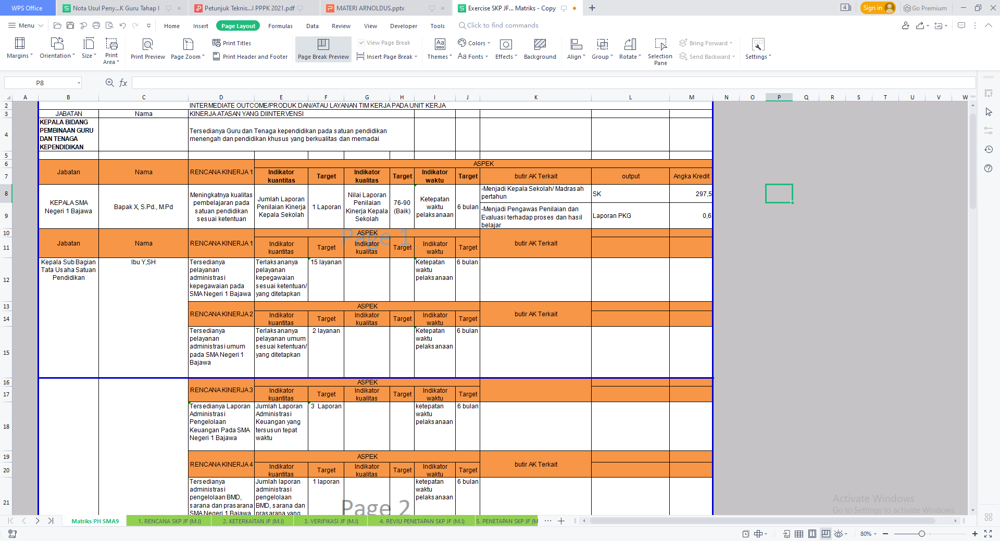 WPS Office
Nota Usul Peny...K Guru Tahap I
Petunjuk Teknis...I PPPK 2021.pdf
MATERI ARNOLDUS.pptx
Exercise SKP JF... Matriks - Copy
4
Sign in
Go Premium
Menu
Home
Insert
Page Layout
Formulas
Data
Review
View
Developer
Tools
Click to find commands
Margins
Orientation
Size
Print
Area
Print Preview
Page Zoom
Print Titles
Print Header and Footer
Page Break Preview
View Page Break
Insert Page Break
Themes
Colors
Aa Fonts
Effects
Background
Align
Group
Rotate
Selection
Pane
Bring Forward
Send Backward
Settings
P8
fx
A B C D E F G H I J K L M N O P Q R S T U V W
2
INTERMEDIATE OUTCOME/PRODUK DAN/ATAU LAYANAN TIM KERJA PADA UNIT KERJA
3
JABATAN
Nama
KINERJA ATASAN YANG DIINTERVENSI
4
KEPALA BIDANG
PEMBINAAN GURU
DAN TENAGA
KEPENDIDIKAN
Tersedianya Guru dan Tenaga kependidikan pada satuan pendidikan
menengah dan pendidikan khusus yang berkualitas dan memadai
5
6
Jabatan
Nama
RENCANA KINERJA 1
ASPEK
7
Indikator
kuantitas
Target
Indikator
kualitas
Target
Indikator
waktu
Target
butir AK Terkait
output
Angka Kredit
8
KEPALA SMA
Negeri 1 Bajawa
Bapak X, S.Pd., M.Pd
Meningkatnya kualitas
pembelajaran pada
satuan pendidikan
sesuai ketentuan
Jumlah Laporan
Penilaian Kinerja
Kepala Sekolah
1 Laporan
Nilai Laporan
Penilaian
Kinerja Kepala
Sekolah
76-90
(Baik)
Ketepatan
waktu
pelaksanaan
6 bulan
-Menjadi Kepala Sekolah/ Madrasah
pertahun
SK
297,5
9
-Menjadi Pengawas Penilaian dan
Evaluasi terhadap proses dan hasil
belajar
Laporan PKG
0,6
Page 1
10
Jabatan
Nama
RENCANA KINERJA 1
ASPEK
butir AK Terkait
11
Indikator
kuantitas
Target
Indikator
kualitas
Target
Indikator
waktu
Target
12
Kepala Sub Bagian
Tata Usaha Satuan
Pendidikan
Ibu Y,SH
Tersedianya
pelayanan
administrasi
kepegawaian pada
SMA Negeri 1 Bajawa
Terlaksananya
pelayanan
kepegawaian
sesuai ketentuan/
yang ditetapkan
15 layanan
Ketepatan
waktu
pelaksanaan
6 bulan
13
RENCANA KINERJA 2
ASPEK
butir AK Terkait
14
Indikator
kuantitas
Target
Indikator
kualitas
Target
Indikator
waktu
Target
15
Tersedianya
pelayanan
administrasi umum
pada SMA Negeri 1
Bajawa
Terlaksananya
pelayanan umum
sesuai ketentuan/
yang ditetapkan
2 layanan
Ketepatan
waktu
pelaksanaan
6 bulan
16
RENCANA KINERJA 3
ASPEK
17
Indikator
kuantitas
Target
Indikator
kualitas
Target
Indikator
waktu
Target
18
Tersedianya Laporan
Administrasi
Pengelolaan
Keuangan Pada SMA
Negeri 1 Bajawa
Jumlah Laporan
Administrasi
Keuangan yang
tersusun tepat
waktu
3 Laporan
ketepatan
waktu
pelaksanaan
6 bulan
19
RENCANA KINERJA 4
ASPEK
butir AK Terkait
20
Indikator
kuantitas
Target
Indikator
kualitas
Target
Indikator
waktu
Target
21
Tersedianya
administrasi
pengelolaan BMD,
sarana dan prasarana
SMA Negeri 1 Bajawa
Jumlah laporan
administrasi
pengelolaan
BMD, sarana dan
prasarana yang
1 laporan
ketepatan
waktu
pelaksanaan
6 bulan
Page 2
Activate Windows
Go to Settings to activate Windows.
Matriks PH SMA9
1. RENCANA SKP JF (M.I)
2. KETERKAITAN JF (M.I)
3. VERIFIKASI JF (M.I)
4. REVIU PENETAPAN SKP JF (M.I)
5. PENETAPAN SKP JF (M
80%